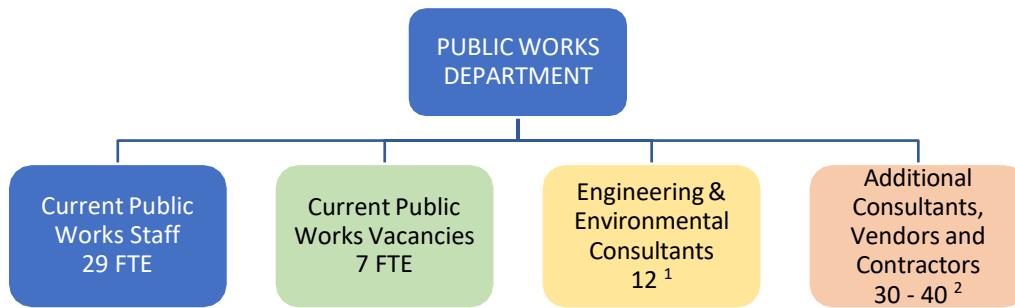 PUBLIC WORKS
DEPARTMENT
Current Public
Works Staff
29 FTE
Current Public
Works Vacancies
7 FTE
Engineering &
Environmental
Consultants
12 ¹
Additional
Consultants,
Vendors and
Contractors
30 - 40 ²